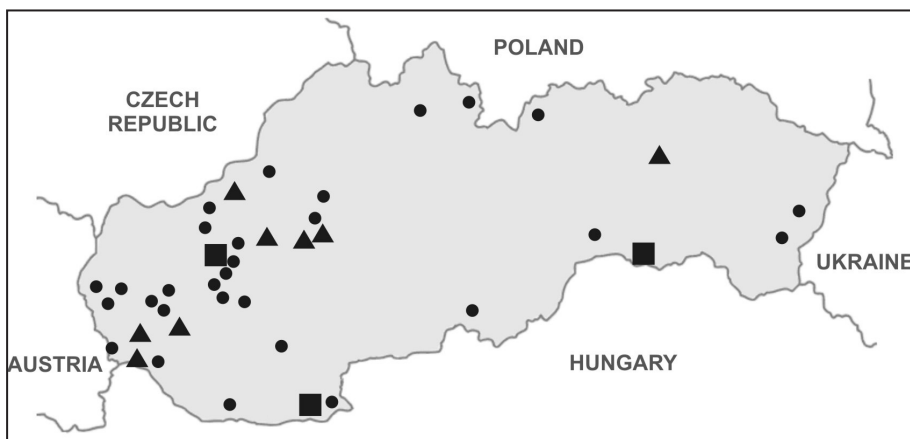 POLAND
CZECH
REPUBLIC
UKRAINE
AUSTRIA
HUNGARY